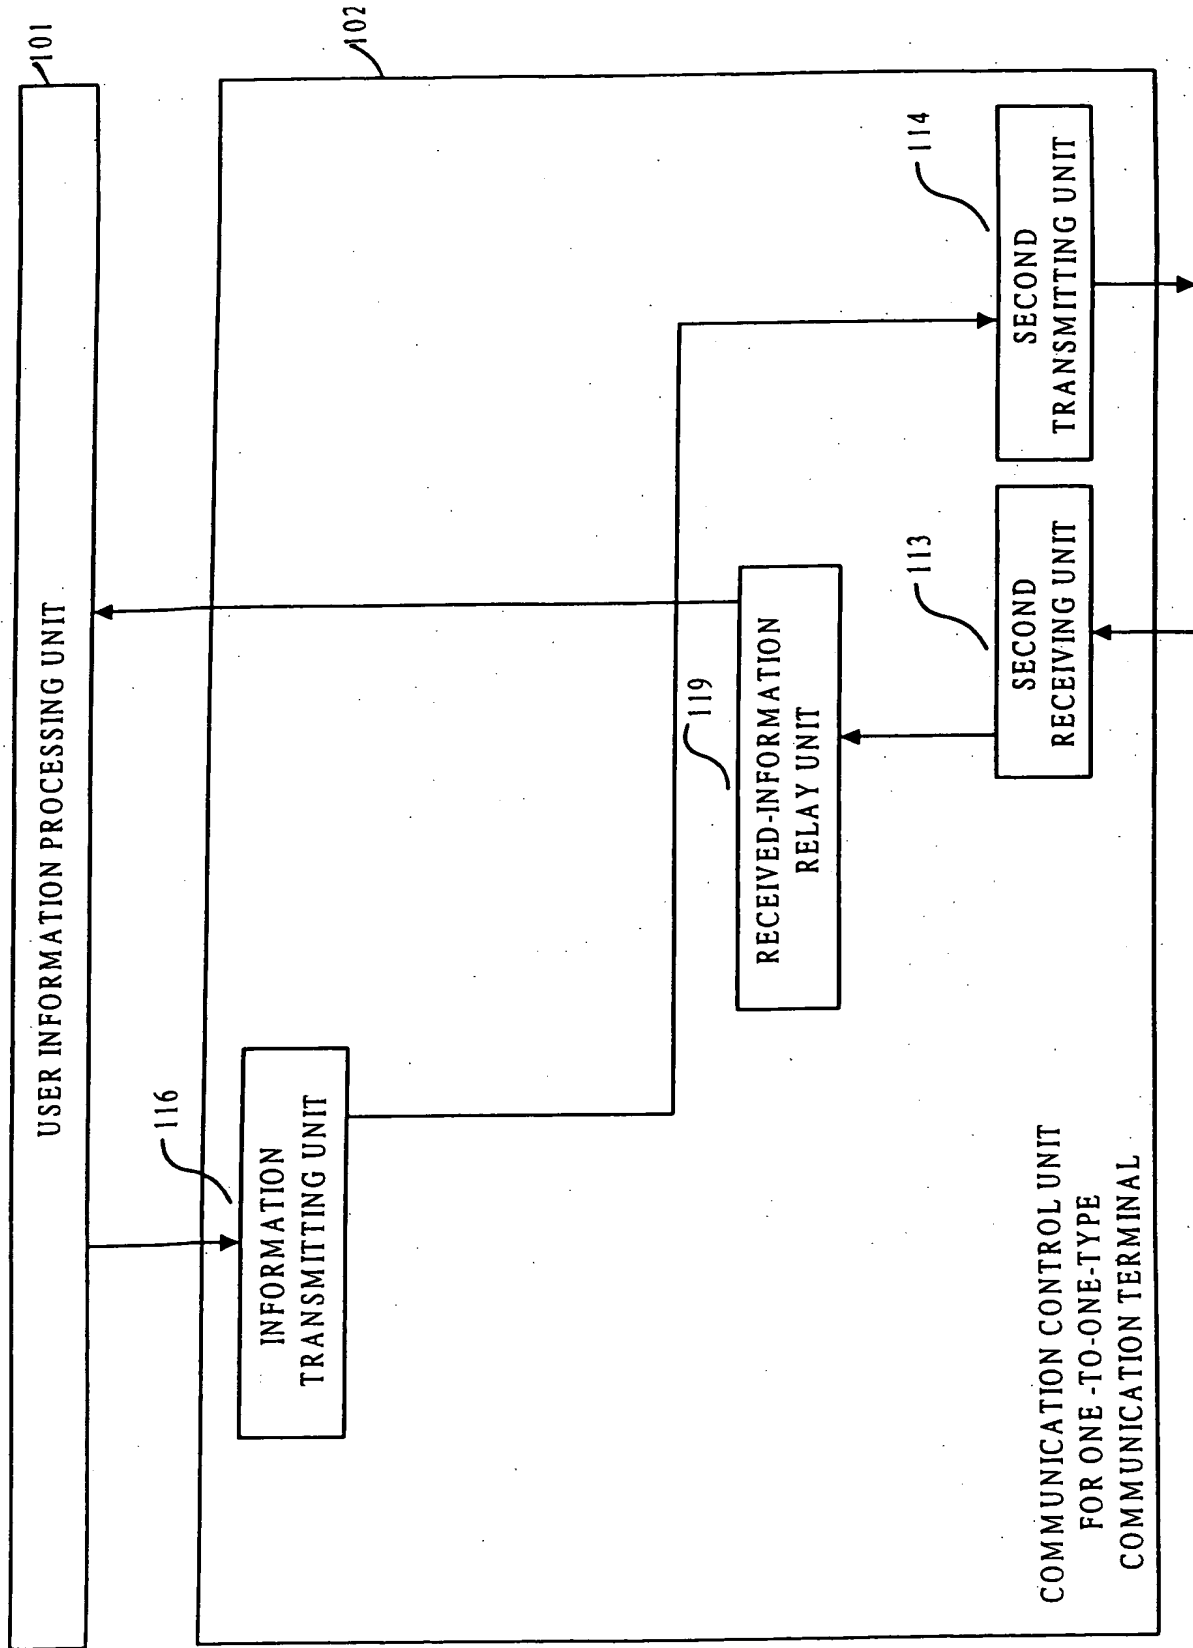 101
USER INFORMATION PROCESSING UNIT
102
116
INFORMATION
TRANSMITTING UNIT
119
RECEIVED-INFORMATION
RELAY UNIT
113
SECOND
RECEIVING UNIT
114
SECOND
TRANSMITTING UNIT
COMMUNICATION CONTROL UNIT
FOR ONE -TO-ONE-TYPE
COMMUNICATION TERMINAL